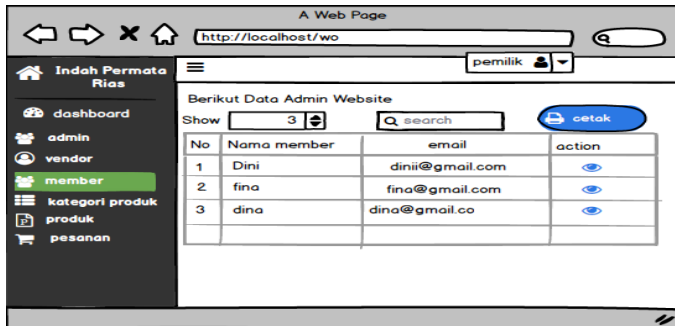 A Web Page
http://localhost/wo
Indah Permata
Rias
pemilik
dashboard
admin
vendor
member
kategori produk
produk
pesanan
Berikut Data Admin Website
Show 3 search cetak
No Nama member email action
1 Dini dinii@gmail.com
2 fina fina@gmail.com
3 dina dina@gmail.co